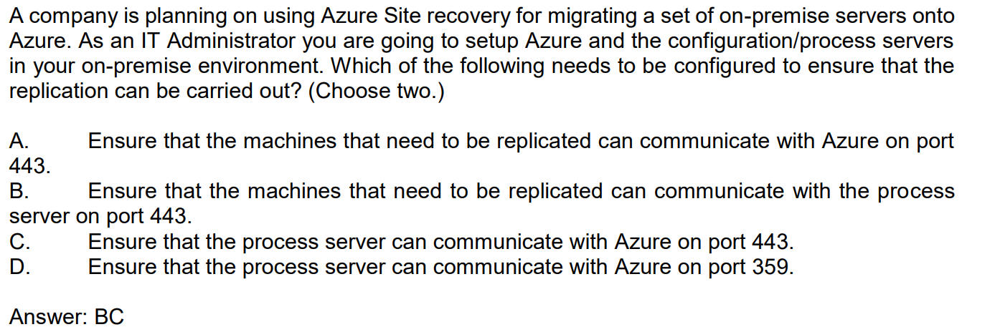 A company is planning on using Azure Site recovery for migrating a set of on-premise servers onto
Azure. As an IT Administrator you are going to setup Azure and the configuration/process servers
in your on-premise environment. Which of the following needs to be configured to ensure that the
replication can be carried out? (Choose two.)
A. Ensure that the machines that need to be replicated can communicate with Azure on port
443.
B. Ensure that the machines that need to be replicated can communicate with the process
server on port 443.
C. Ensure that the process server can communicate with Azure on port 443.
D. Ensure that the process server can communicate with Azure on port 359.
Answer: BC